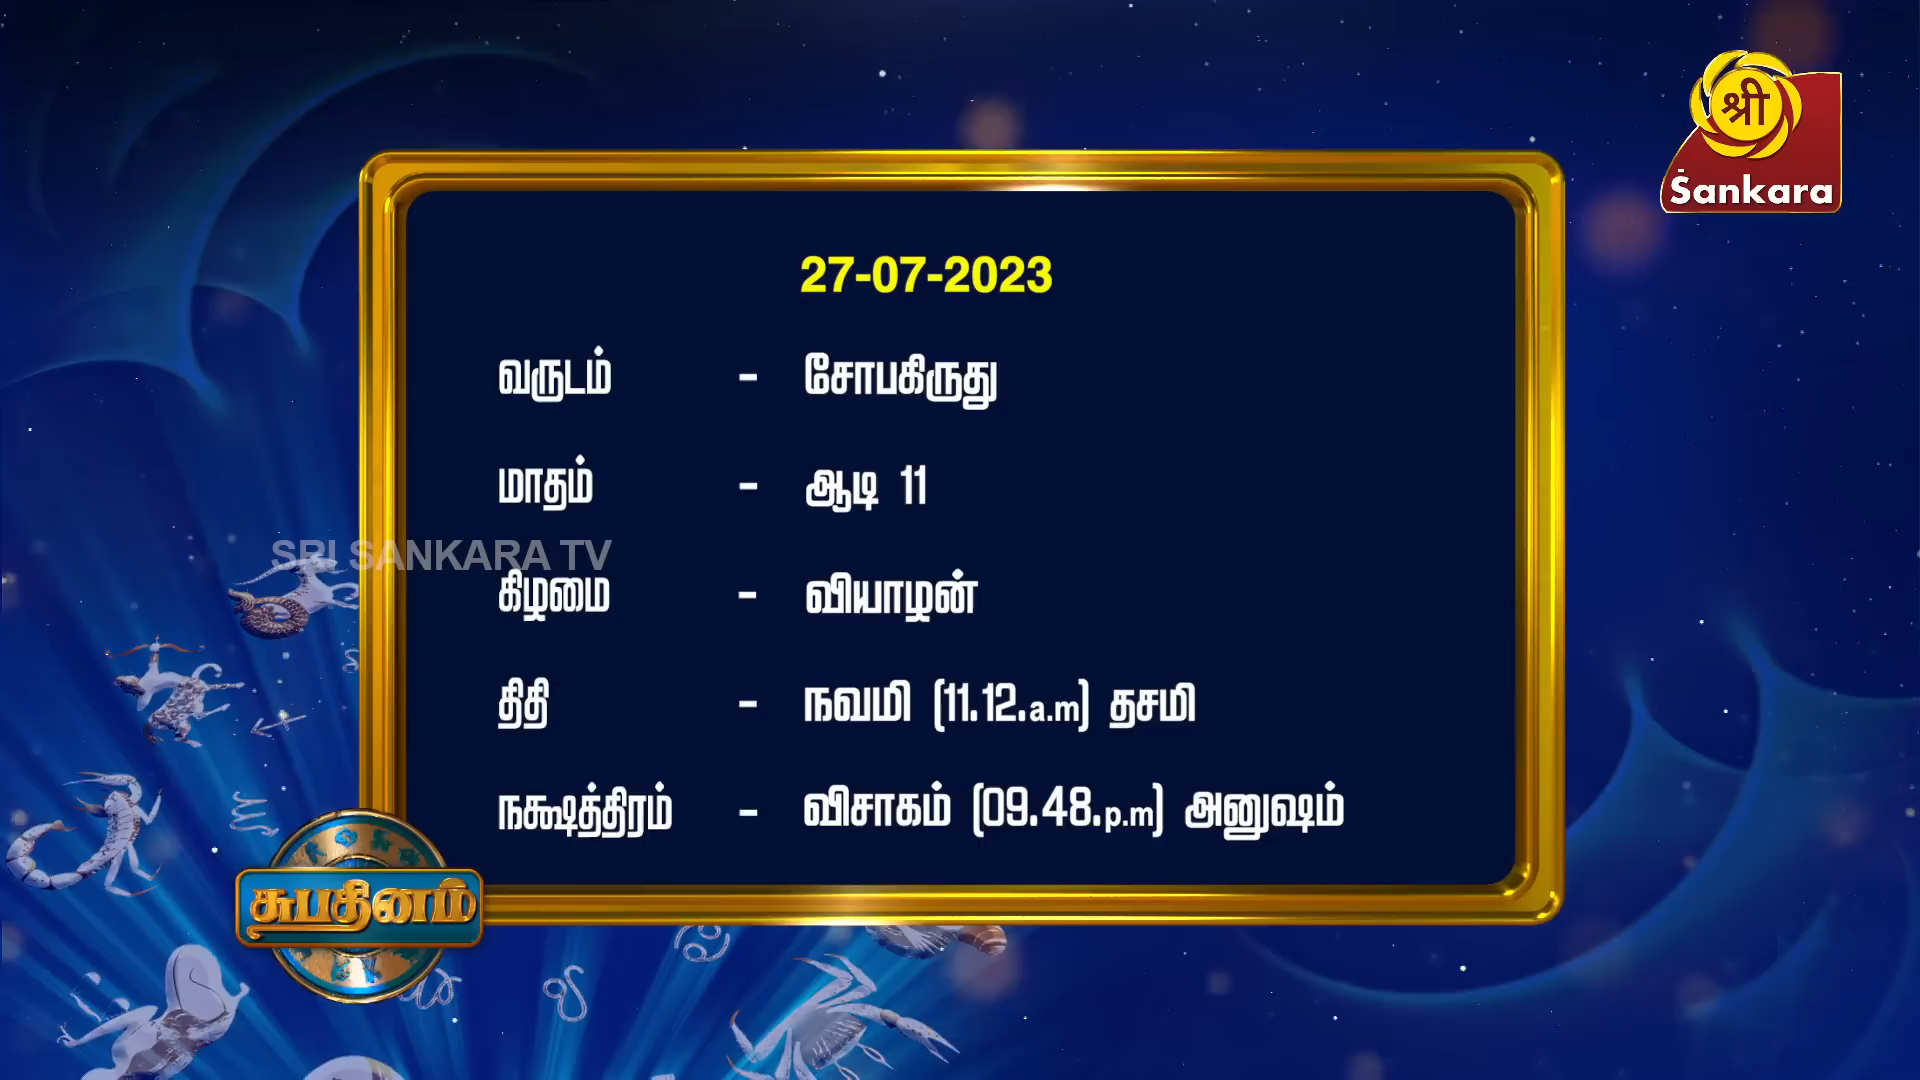 श्री
Sankara
27-07-2023
வருடம் - சோபகிருது
மாதம் - ஆடி 11
SRI SANKARA TV
கிழமை - வியாழன்
திதி - நவமி (11.12.a.m) தசமி
நக்ஷத்திரம் - விசாகம் (09.48.p.m) அனுஷம்
சுபதினம்